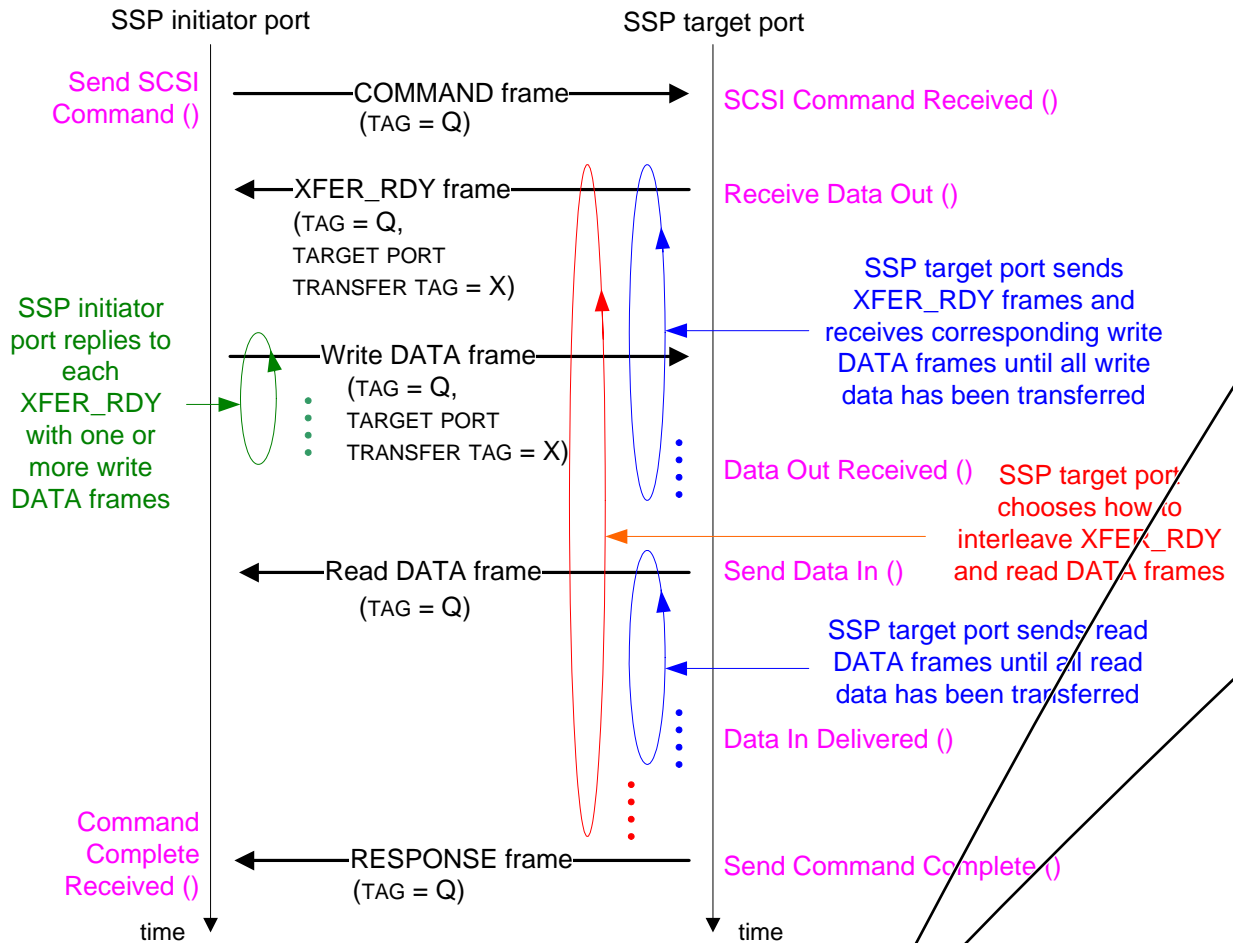 SSP initiator port
SSP target port
Send SCSI
Command ()
COMMAND frame
(TAG = Q)
SCSI Command Received ()
XFER_RDY frame
(TAG = Q,
TARGET PORT
TRANSFER TAG = X)
Receive Data Out ()
SSP target port sends
XFER_RDY frames and
receives corresponding write
DATA frames until all write
data has been transferred
SSP initiator
port replies to
each
XFER_RDY
with one or
more write
DATA frames
Write DATA frame
(TAG = Q,
TARGET PORT
TRANSFER TAG = X)
Data Out Received ()
SSP target port
chooses how to
interleave XFER_RDY
and read DATA frames
Read DATA frame
(TAG = Q)
Send Data In ()
SSP target port sends read
DATA frames until all read
data has been transferred
Data In Delivered ()
Command
Complete
Received ()
RESPONSE frame
(TAG = Q)
Send Command Complete ()
time
time